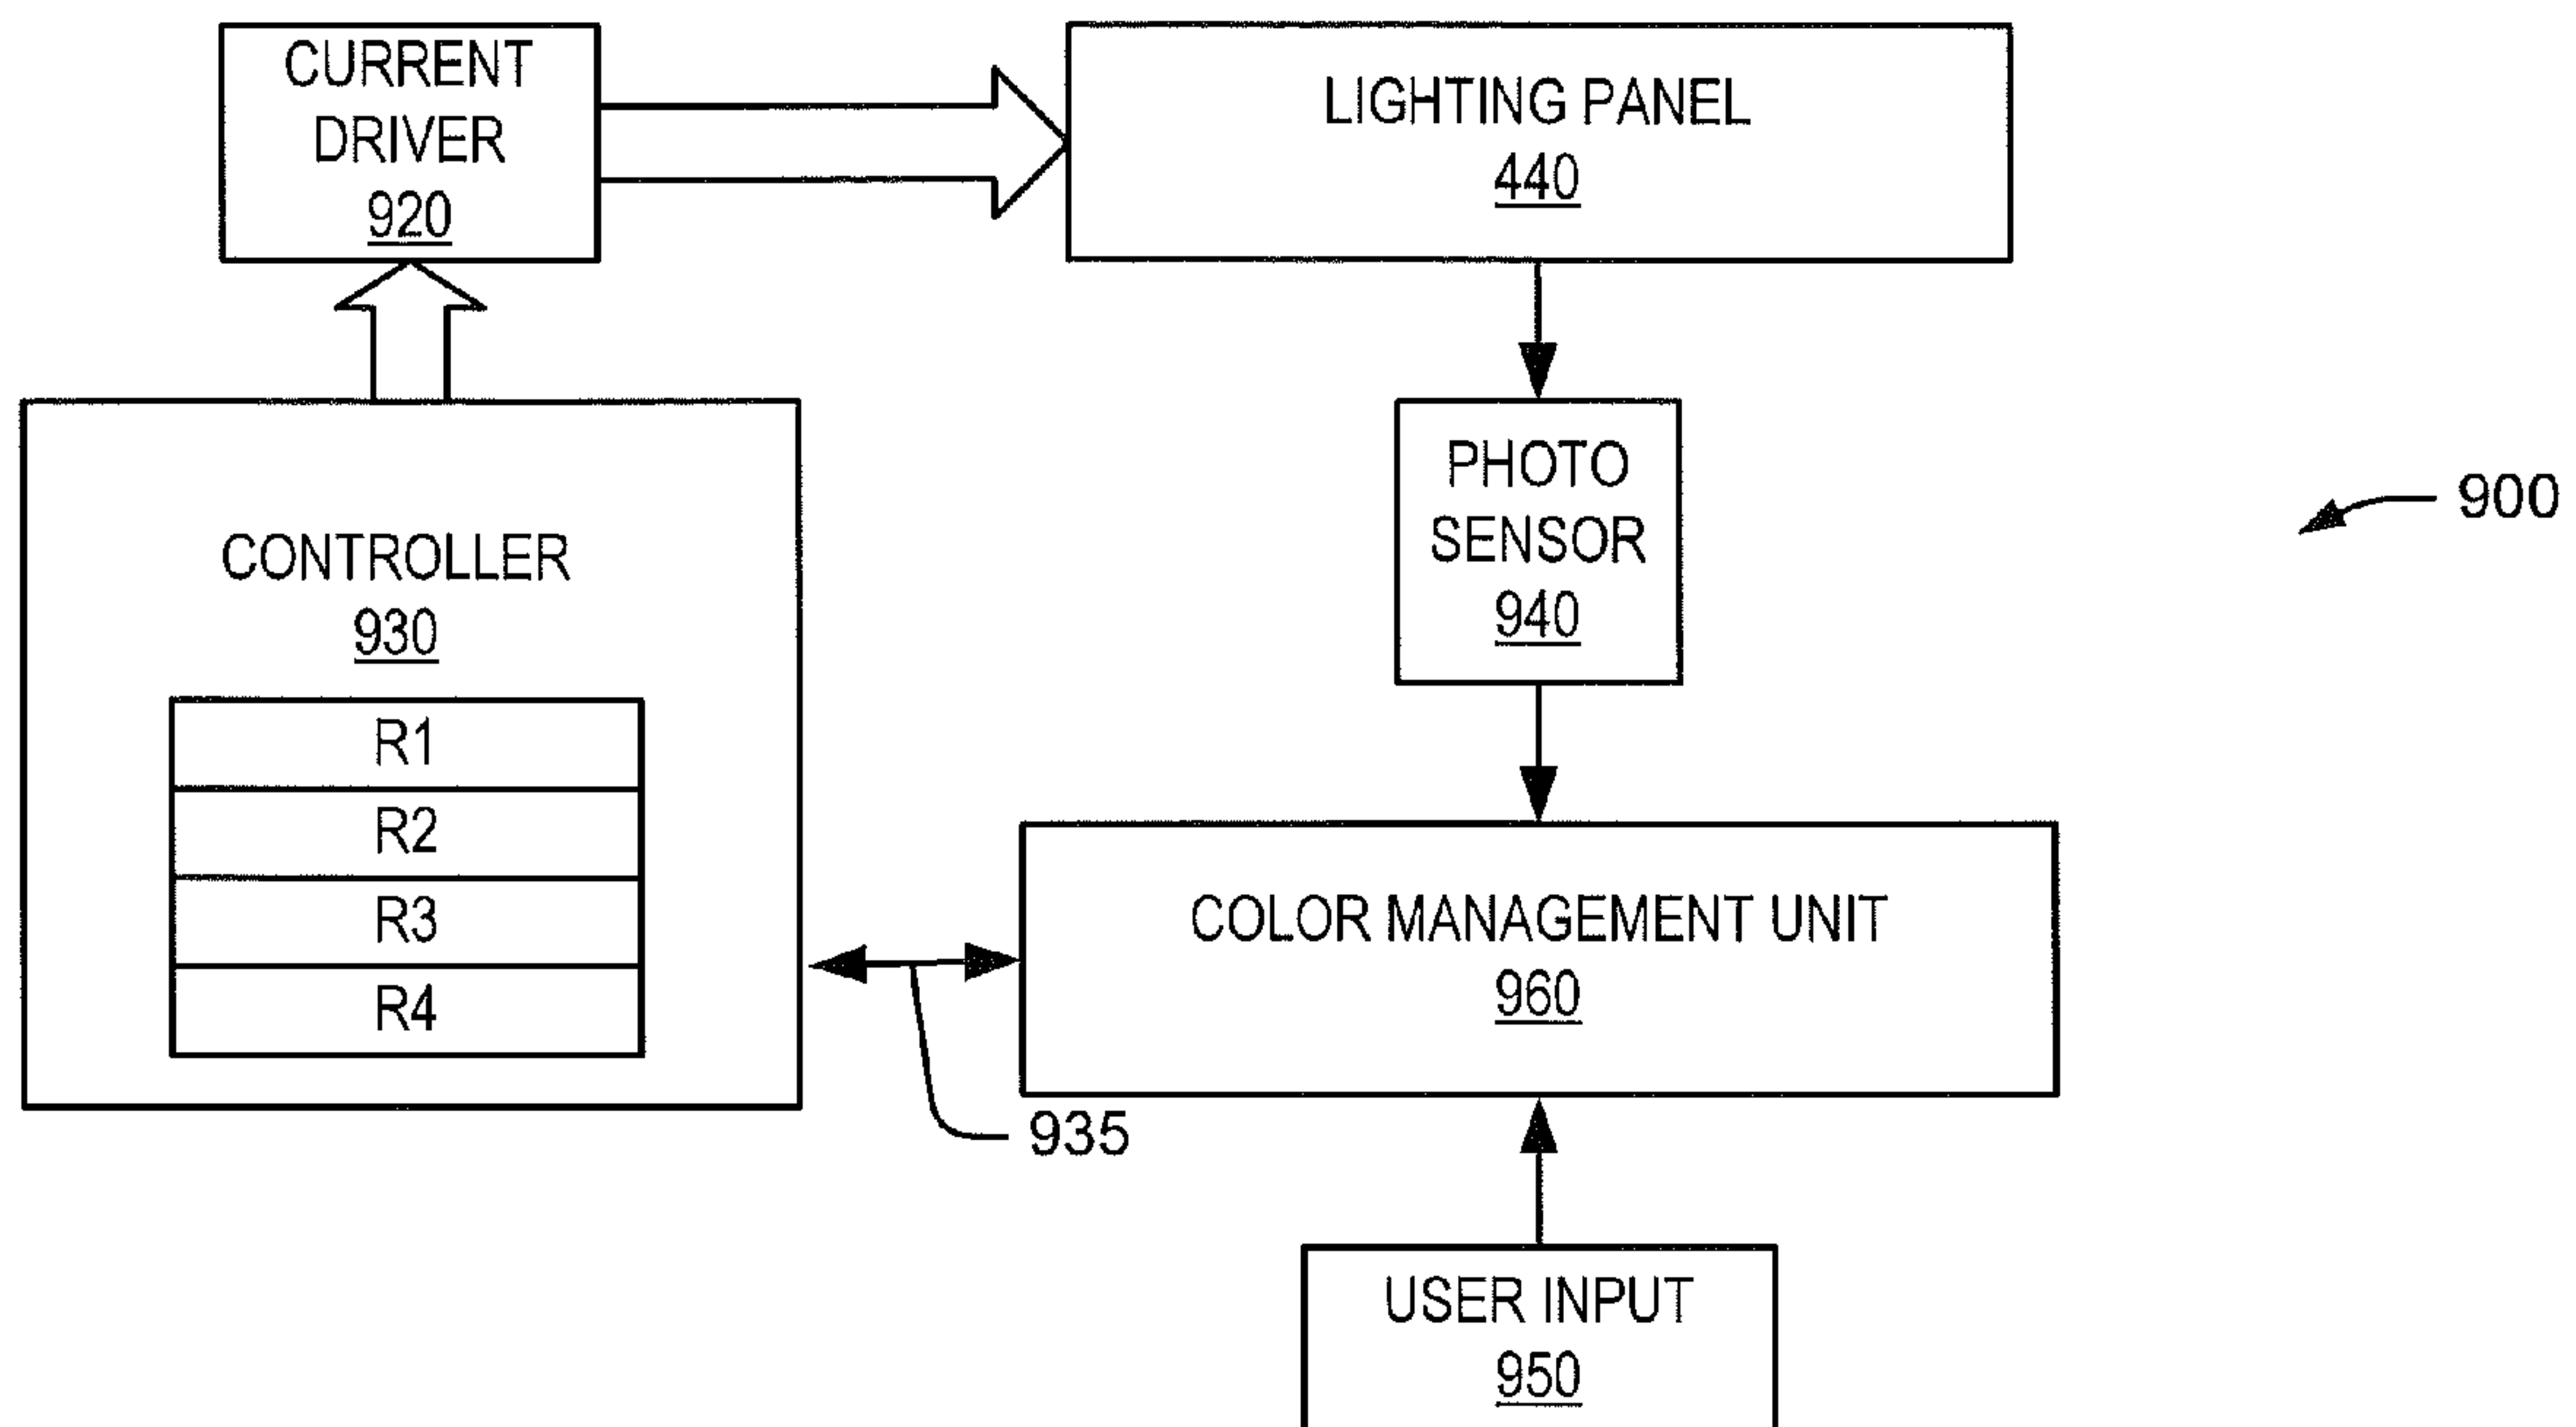 CURRENT
DRIVER
920
LIGHTING PANEL
440
PHOTO
SENSOR
940
900
CONTROLLER
930
R1
R2
R3
R4
COLOR MANAGEMENT UNIT
960
935
USER INPUT
950